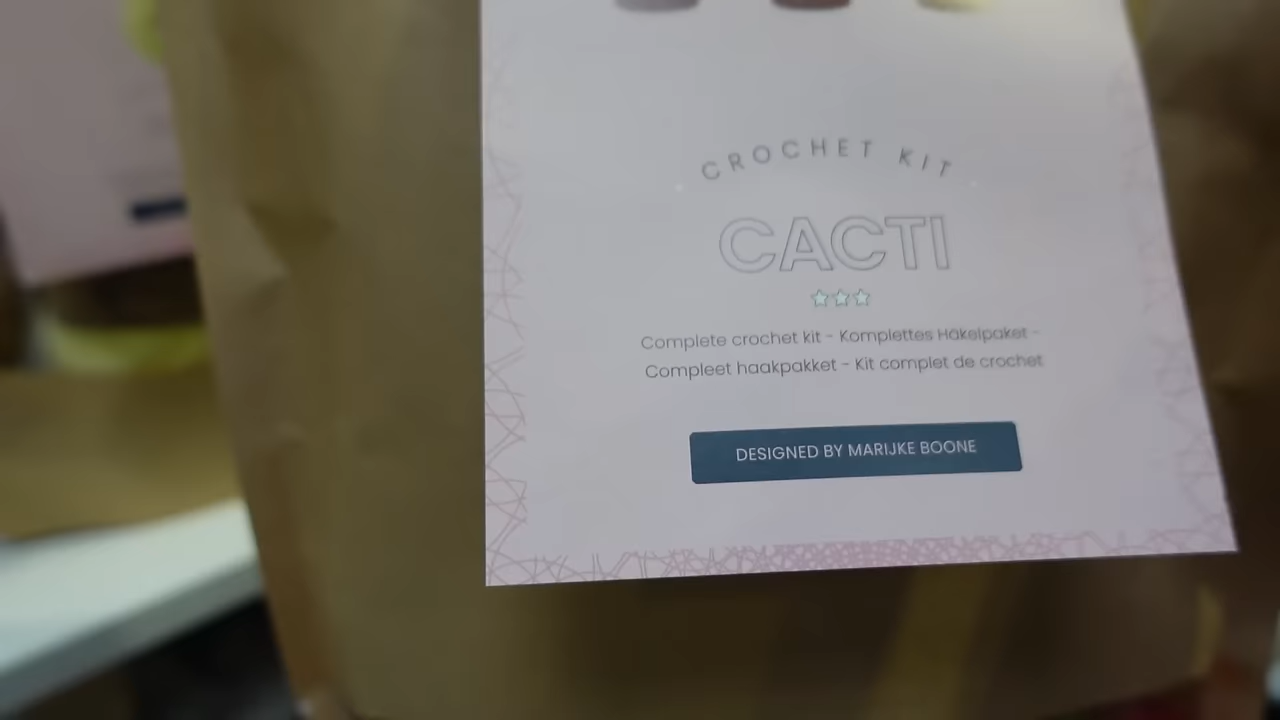 CROCHET KIT
CACTI
Complete crochet kit - Komplettes Häkelpaket -
Compleet haakpakket - Kit complet de crochet
DESIGNED BY MARIJKE BOONE